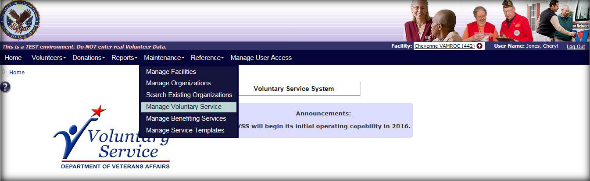 This is a TEST environment. Do NOT enter real Volunteer Data.
Facility: Cheyenne VAMROC (442)
User Name: Jones, Cheryl
Log Out
Home Volunteers Donations Reports Maintenance Reference Manage User Access
Home
Manage Facilities
Manage Organizations
Search Existing Organizations
Manage Voluntary Service
Manage Benefiting Services
Manage Service Templates
Voluntary Service System
Announcements:
VSS will begin its initial operating capability in 2016.
Voluntary
Service
DEPARTMENT OF VETERANS AFFAIRS